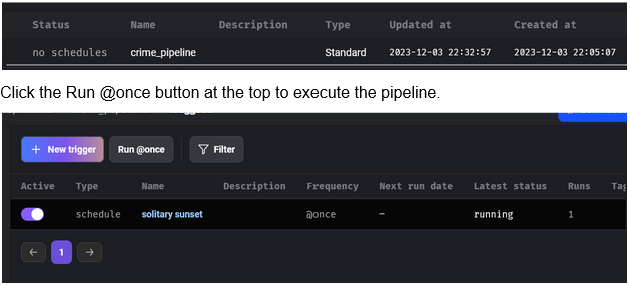 Status Name Description Type Updated at Created at
no schedules crime_pipeline Standard 2023-12-03 22:32:57 2023-12-03 22:05:07
Click the Run @once button at the top to execute the pipeline.
+ New trigger Run @once Filter
Active Type Name Description Frequency Next run date Latest status Runs Tag
schedule solitary sunset @once – running 1
← 1 →